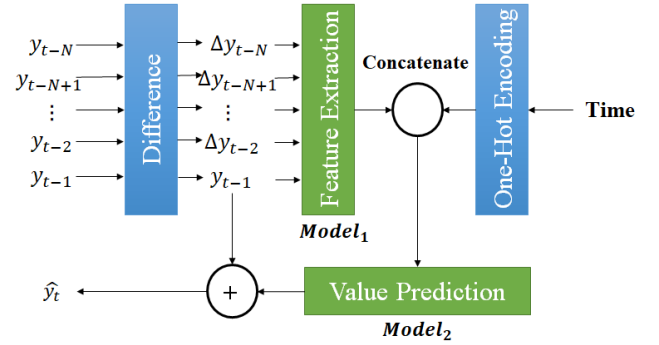 y_{t-N}
Δy_{t-N}
y_{t-N+1}
Δy_{t-N+1}
⋮
⋮
y_{t-2}
Δy_{t-2}
y_{t-1}
y_{t-1}
Difference
Feature Extraction
Model_1
Concatenate
One-Hot Encoding
Time
ŷ_t
+
Value Prediction
Model_2